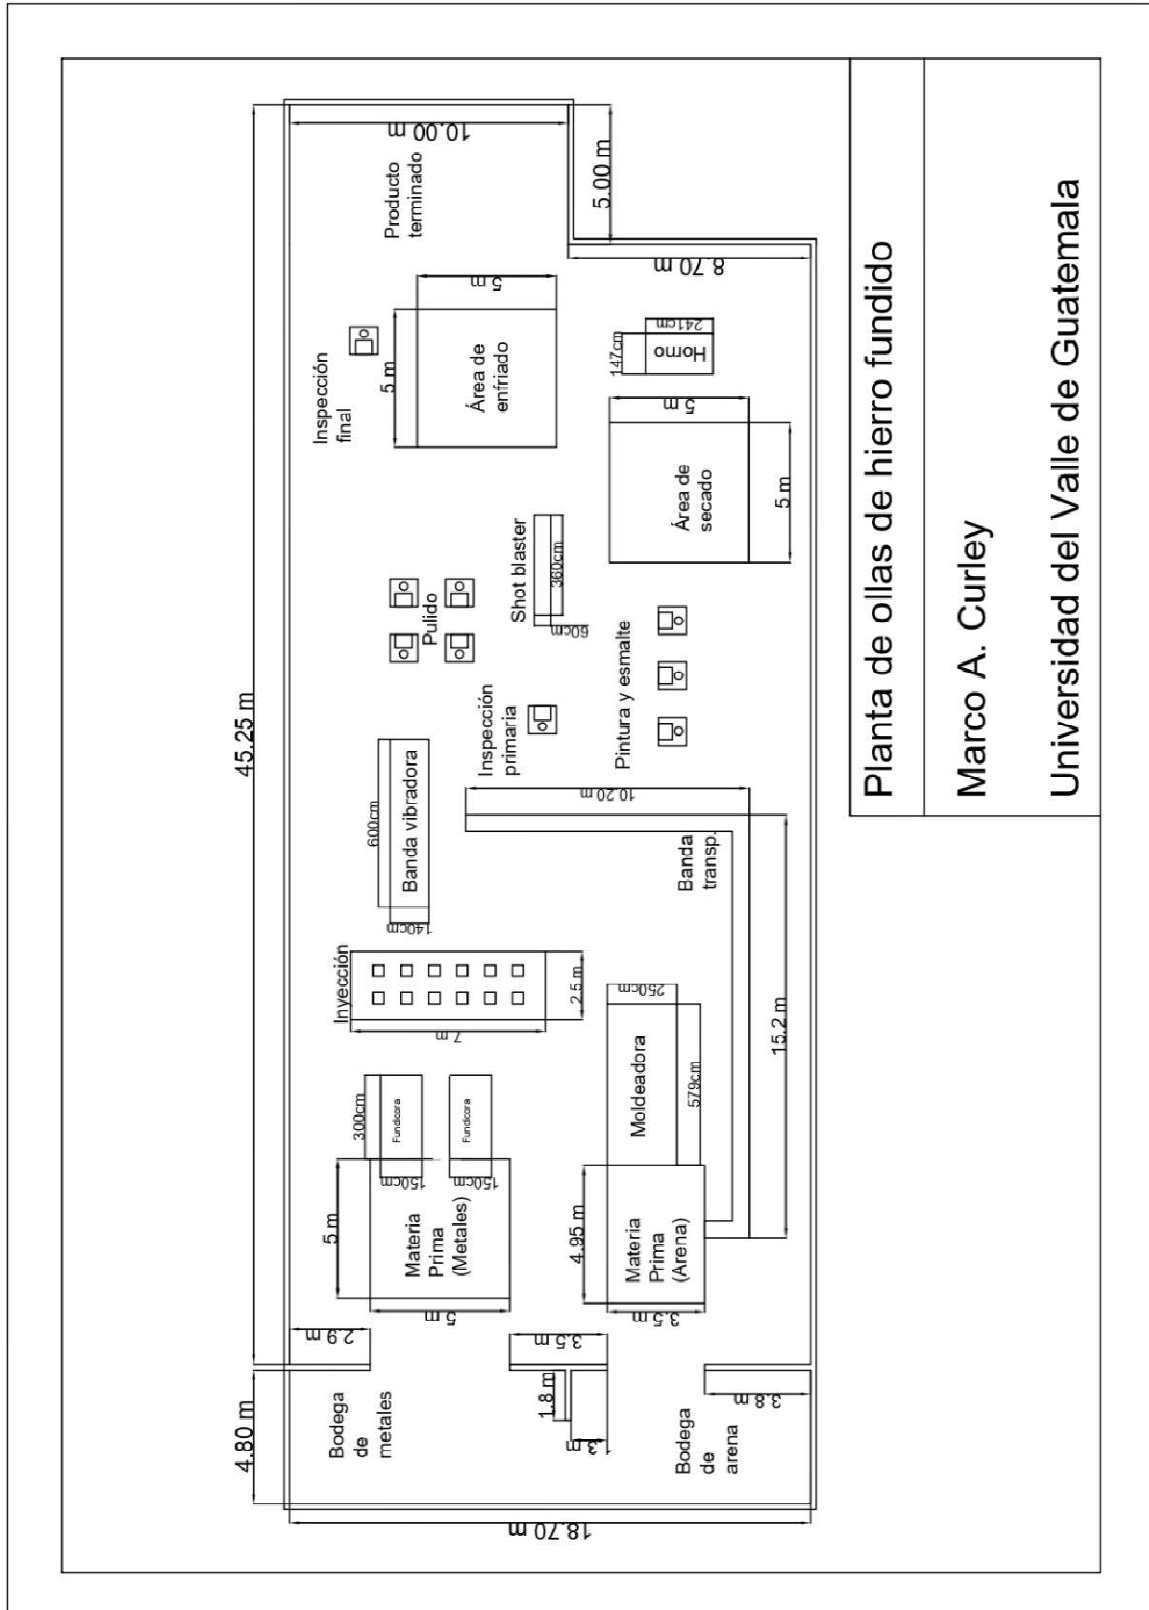 18.70 m
4.80 m
45.25 m
10.00 m
Bodega
de
metales
2.9 m
5 m
5 m
Materia
Prima
(Metales)
300cm
150cm
Fundicora
150cm
Fundicora
Inyección
7 m
2.5 m
600cm
140cm
Banda vibradora
Pulido
Inspección
final
5 m
5 m
Área de
enfriado
Producto
terminado
5.00 m
3.5 m
1.8 m
1.3 m
Inspección
primaria
Shot blaster
360cm
60cm
Bodega
de
arena
3.8 m
4.95 m
3.5 m
Materia
Prima
(Arena)
Moldeadora
250cm
579cm
15.2 m
10.20 m
Banda
transp.
Pintura y esmalte
5 m
5 m
Área de
secado
147cm
241cm
Horno
8.70 m
Planta de ollas de hierro fundido
Marco A. Curley
Universidad del Valle de Guatemala